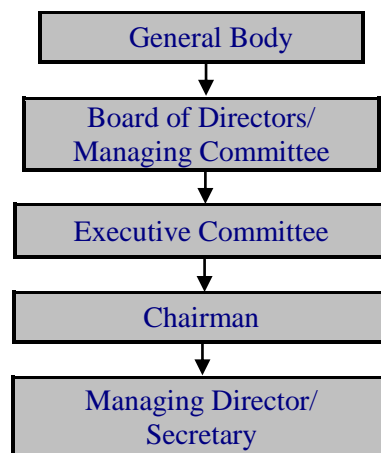 General Body
Board of Directors/
Managing Committee
Executive Committee
Chairman
Managing Director/
Secretary